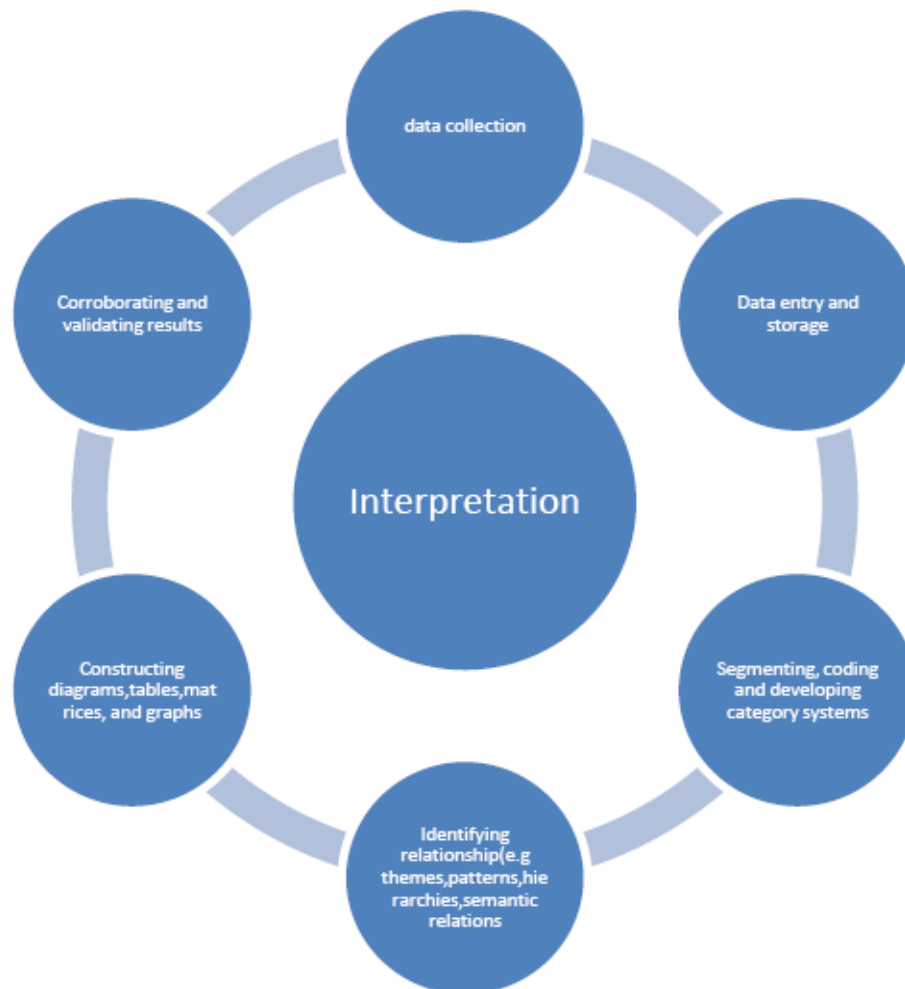 data collection
Data entry and
storage
Segmenting, coding
and developing
category systems
Identifying
relationship(e.g
themes,patterns,hie
rarchies,semantic
relations
Constructing
diagrams,tables,mat
rices, and graphs
Corroborating and
validating results
Interpretation